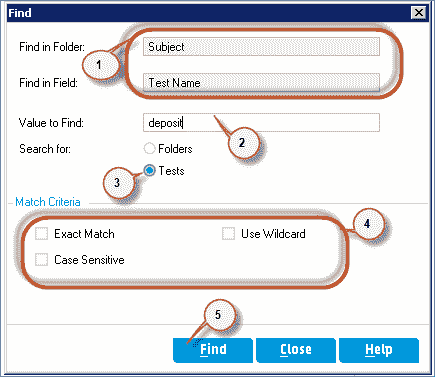 Find
Find in Folder: Subject
1
Find in Field: Test Name
Value to Find: deposit
2
Search for: Folders
3 Tests
Match Criteria
4
Exact Match Use Wildcard
Case Sensitive
5
Find Close Help